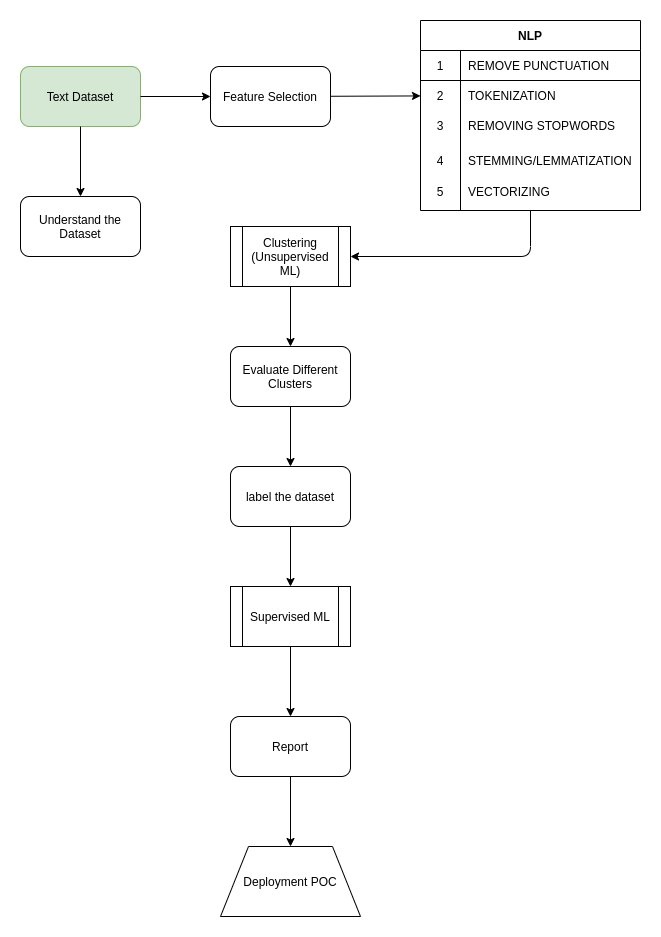 Text Dataset
Feature Selection
NLP
1 REMOVE PUNCTUATION
2 TOKENIZATION
3 REMOVING STOPWORDS
4 STEMMING/LEMMATIZATION
5 VECTORIZING
Understand the
Dataset
Clustering
(Unsupervised
ML)
Evaluate Different
Clusters
label the dataset
Supervised ML
Report
Deployment POC